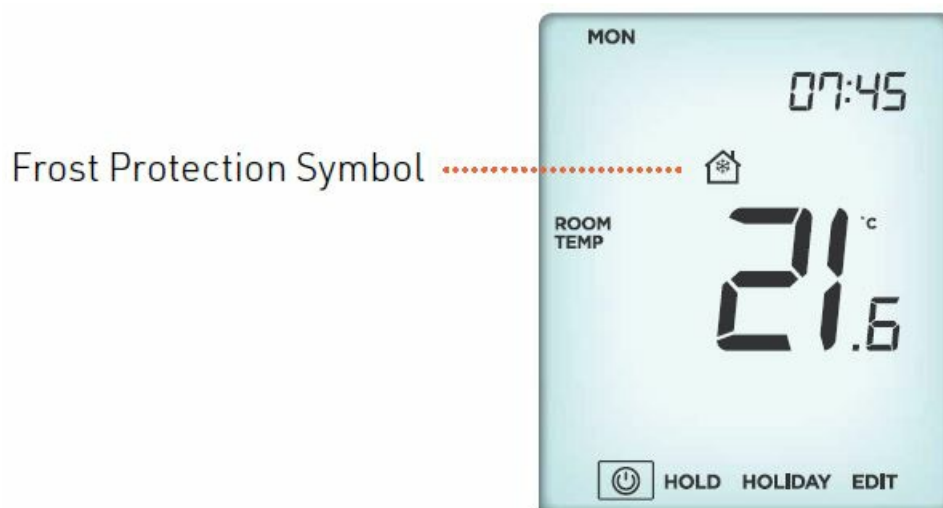 MON
07:45
Frost Protection Symbol
ROOM
TEMP
21.6 °C
HOLD HOLIDAY EDIT